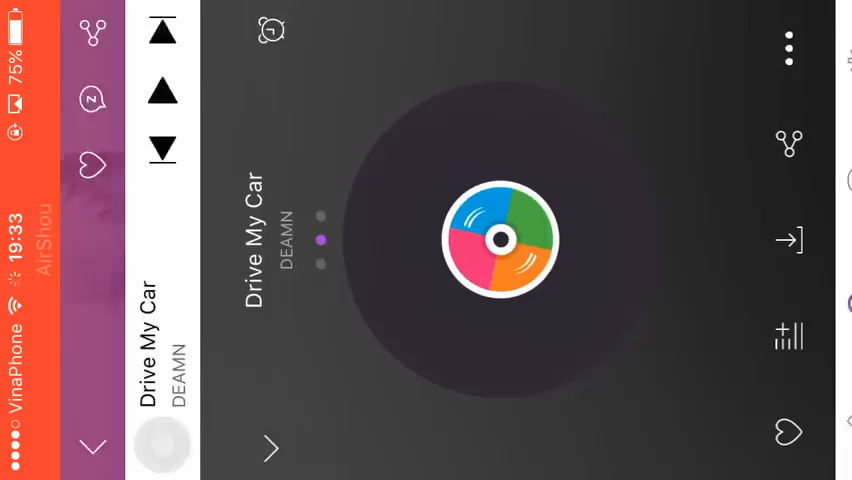 VinaPhone 19:33 75%
AirShou
z
Drive My Car
DEAMN
Drive My Car
DEAMN